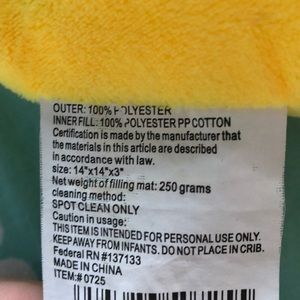 OUTER: 100% POLYESTER
INNER FILL: 100% POLYESTER PP COTTON
Certification is made by the manufacturer that
the materials in this article are described
in accordance with law.
size: 14"x14"x3"
Net weight of filling mat: 250 grams
cleaning method:
SPOT CLEAN ONLY
Caution in usage:
THIS ITEM IS INTENDED FOR PERSONAL USE ONLY.
KEEP AWAY FROM INFANTS. DO NOT PLACE IN CRIB.
Federal RN #137133
MADE IN CHINA
ITEM#: 0725